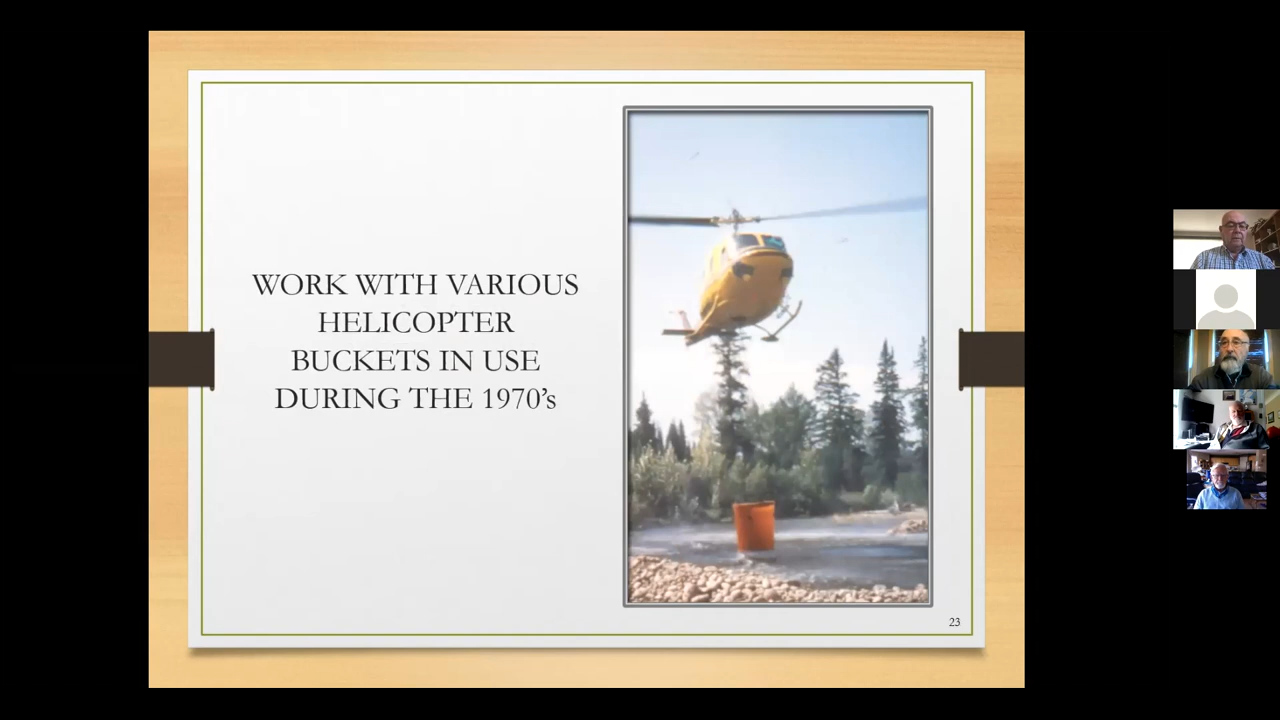 WORK WITH VARIOUS
HELICOPTER
BUCKETS IN USE
DURING THE 1970’s
23